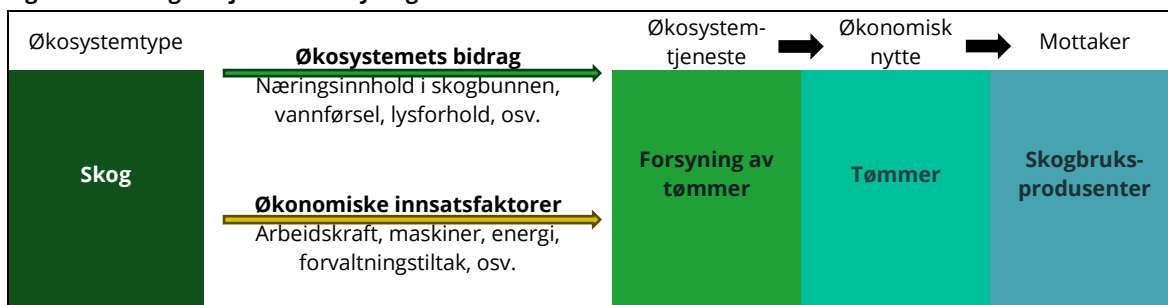 Økosystemtype
Økosystemets bidrag
Næringsinnhold i skogbunnen,
vannførsel, lysforhold, osv.
Økosystem-
tjeneste
Økonomisk
nytte
Mottaker
Skog
Økonomiske innsatsfaktorer
Arbeidskraft, maskiner, energi,
forvaltningstiltak, osv.
Forsyning av
tømmer
Tømmer
Skogbruks-
produsenter